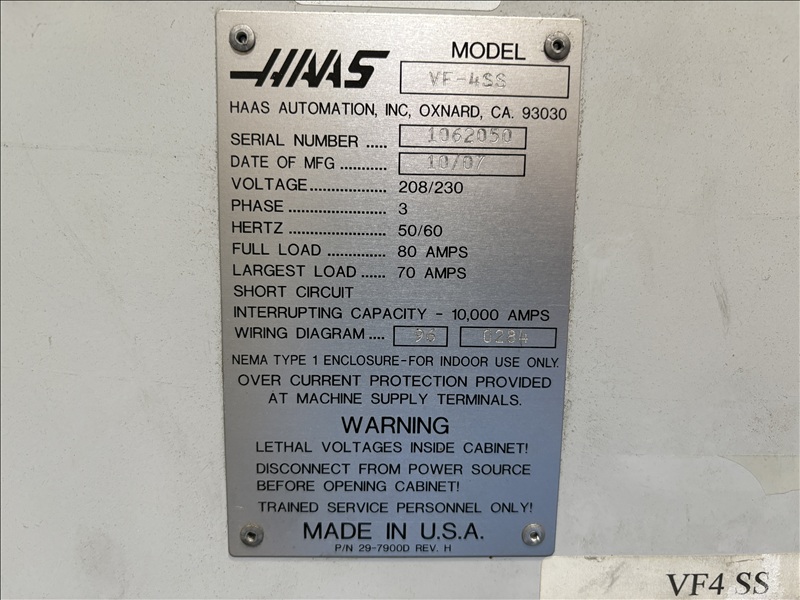 HAAS
MODEL VF-4SS
HAAS AUTOMATION, INC, OXNARD, CA. 93030
SERIAL NUMBER ..... 1062050
DATE OF MFG ........... 10/07
VOLTAGE.................. 208/230
PHASE ....................... 3
HERTZ ....................... 50/60
FULL LOAD .............. 80 AMPS
LARGEST LOAD ...... 70 AMPS
SHORT CIRCUIT
INTERRUPTING CAPACITY - 10,000 AMPS
WIRING DIAGRAM .... 96 0284
NEMA TYPE 1 ENCLOSURE-FOR INDOOR USE ONLY.
OVER CURRENT PROTECTION PROVIDED
AT MACHINE SUPPLY TERMINALS.
WARNING
LETHAL VOLTAGES INSIDE CABINET!
DISCONNECT FROM POWER SOURCE
BEFORE OPENING CABINET!
TRAINED SERVICE PERSONNEL ONLY!
MADE IN U.S.A.
P/N 29-7900D REV. H
VF4 SS